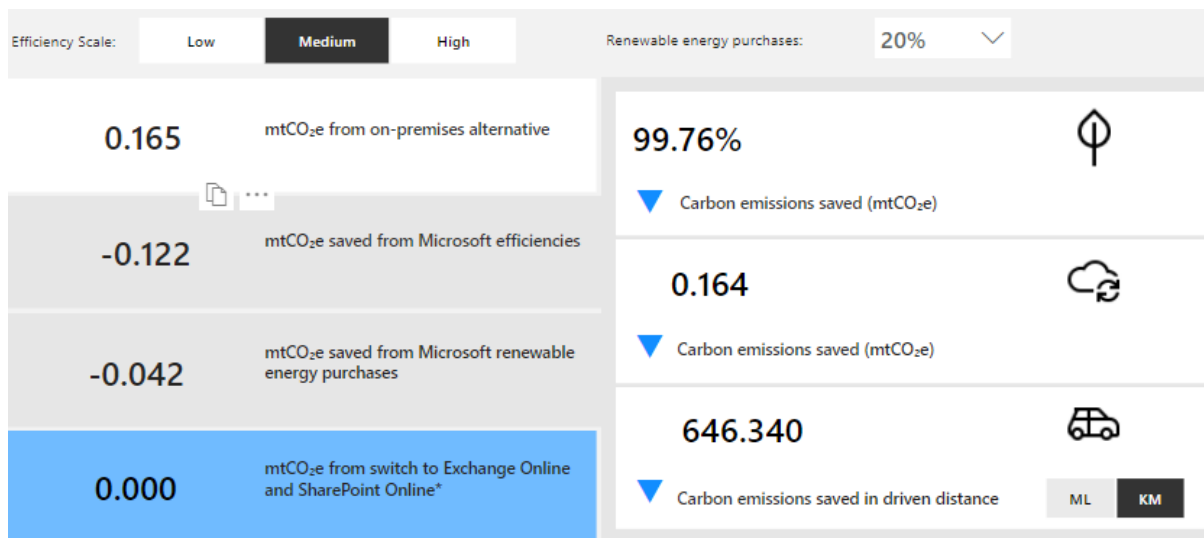 Efficiency Scale: Low Medium High
Renewable energy purchases: 20%
0.165 mtCO₂e from on-premises alternative
-0.122 mtCO₂e saved from Microsoft efficiencies
-0.042 mtCO₂e saved from Microsoft renewable
energy purchases
0.000 mtCO₂e from switch to Exchange Online
and SharePoint Online*
99.76%
Carbon emissions saved (mtCO₂e)
0.164
Carbon emissions saved (mtCO₂e)
646.340
Carbon emissions saved in driven distance ML KM